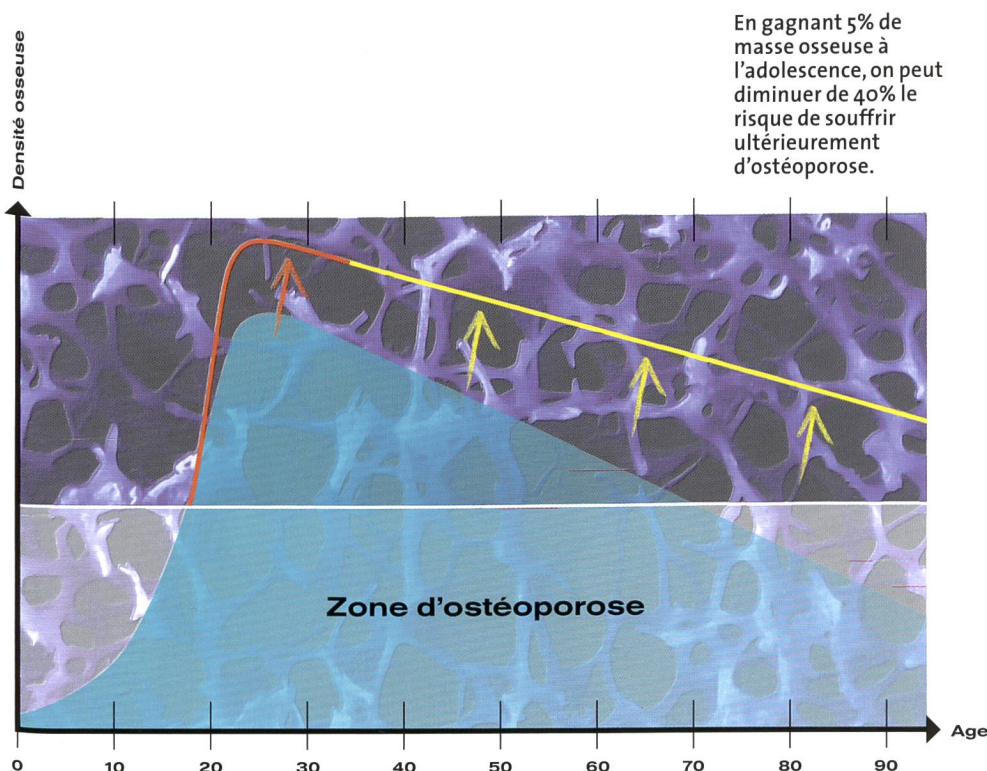 En gagnant 5% de
masse osseuse à
l’adolescence, on peut
diminuer de 40% le
risque de souffrir
ultérieurement
d’ostéoporose.
Densité osseuse
Zone d’ostéoporose
Age
0 10 20 30 40 50 60 70 80 90